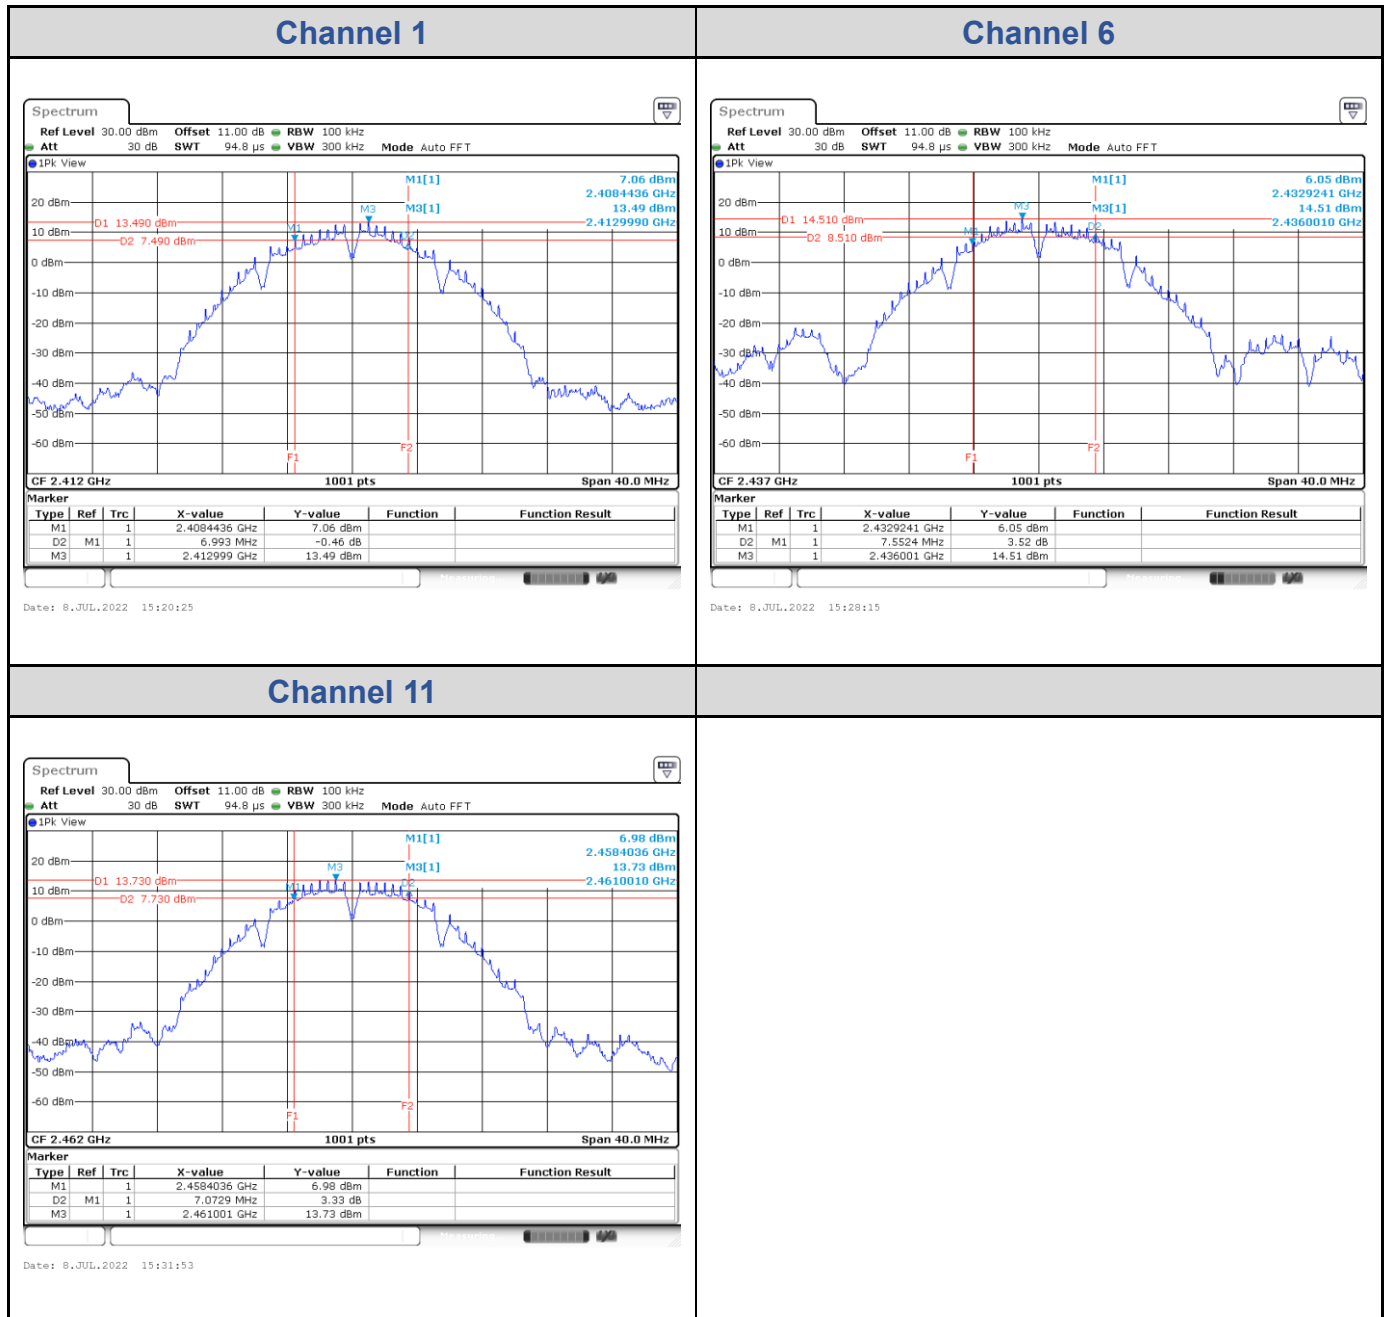 Channel 1
Spectrum
Ref Level 30.00 dBm Offset 11.00 dB RBW 100 kHz
Att 30 dB SWT 94.8 µs VBW 300 kHz Mode Auto FFT
1Pk View
M1[1] 7.06 dBm
2.4084436 GHz
M3[1] 13.49 dBm
2.4129990 GHz
20 dBm
D1 13.490 dBm
M3
M1
10 dBm
D2 7.490 dBm
0 dBm
-10 dBm
-20 dBm
-30 dBm
-40 dBm
-50 dBm
-60 dBm
F1
F2
CF 2.412 GHz 1001 pts Span 40.0 MHz
Marker
Type Ref Trc X-value Y-value Function Function Result
M1 1 2.4084436 GHz 7.06 dBm
D2 M1 1 6.993 MHz -0.46 dB
M3 1 2.412999 GHz 13.49 dBm
Measuring
Date: 8.JUL.2022 15:20:25
Channel 6
Spectrum
Ref Level 30.00 dBm Offset 11.00 dB RBW 100 kHz
Att 30 dB SWT 94.8 µs VBW 300 kHz Mode Auto FFT
1Pk View
M1[1] 6.05 dBm
2.4329241 GHz
M3[1] 14.51 dBm
2.4360010 GHz
20 dBm
M3
D1 14.510 dBm
10 dBm
D2
D2 8.510 dBm
0 dBm
-10 dBm
-20 dBm
-30 dBm
-40 dBm
-50 dBm
-60 dBm
F1
F2
CF 2.437 GHz 1001 pts Span 40.0 MHz
Marker
Type Ref Trc X-value Y-value Function Function Result
M1 1 2.4329241 GHz 6.05 dBm
D2 M1 1 7.5524 MHz 3.52 dB
M3 1 2.436001 GHz 14.51 dBm
Measuring
Date: 8.JUL.2022 15:28:15
Channel 11
Spectrum
Ref Level 30.00 dBm Offset 11.00 dB RBW 100 kHz
Att 30 dB SWT 94.8 µs VBW 300 kHz Mode Auto FFT
1Pk View
M1[1] 6.98 dBm
2.4584036 GHz
M3[1] 13.73 dBm
2.4610010 GHz
20 dBm
M3
D1 13.730 dBm
M1
D2
10 dBm
D2 7.730 dBm
0 dBm
-10 dBm
-20 dBm
-30 dBm
-40 dBm
-50 dBm
-60 dBm
F1
F2
CF 2.462 GHz 1001 pts Span 40.0 MHz
Marker
Type Ref Trc X-value Y-value Function Function Result
M1 1 2.4584036 GHz 6.98 dBm
D2 M1 1 7.0729 MHz 3.33 dB
M3 1 2.461001 GHz 13.73 dBm
Measuring
Date: 8.JUL.2022 15:31:53